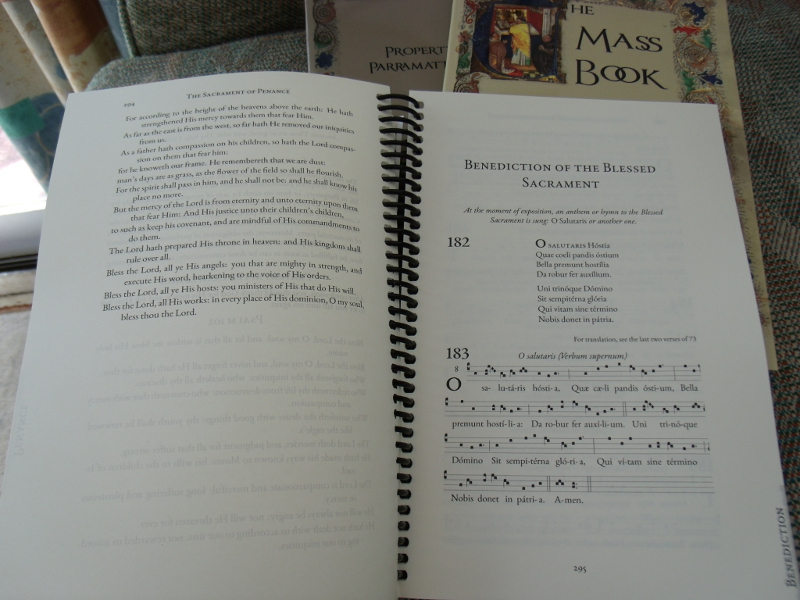 PROPERTY
PARRAMATT
THE
MASS
BOOK
294 THE SACRAMENT OF PENANCE
For according to the height of the heavens above the earth: He hath
strengthened His mercy towards them that fear Him.
As far as the east is from the west, so far hath He removed our iniquities
from us.
As a father hath compassion on his children, so hath the Lord compas-
sion on them that fear him:
for he knoweth our frame. He remembereth that we are dust;
man's days are as grass, as the flower of the field so shall he flourish.
For the spirit shall pass in him, and he shall not be: and he shall know his
place no more.
But the mercy of the Lord is from eternity and unto eternity upon them
that fear Him: And His justice unto their children's children,
to such as keep his covenant, and are mindful of His commandments to
do them.
The Lord hath prepared His throne in heaven: and His kingdom shall
rule over all.
Bless the Lord, all ye His angels: you that are mighty in strength, and
execute His word, hearkening to the voice of His orders.
Bless the Lord, all ye His hosts: you ministers of His that do His will.
Bless the Lord, all His works: in every place of His dominion, O my soul,
bless thou the Lord.
BENEDICTION OF THE BLESSED
SACRAMENT
At the moment of exposition, an anthem or hymn to the Blessed
Sacrament is sung: O Salutaris or another one.
182 O SALUTARIS Hóstia
Quae coeli pandis óstium
Bella premunt hostília
Da robur fer auxílium.
Uni trinóque Dómino
Sit sempitérna glória
Qui vitam sine término
Nobis donet in pátria.
For translation, see the last two verses of 73
183 O salutaris (Verbum supernum)
8
O sa- lu-tá-ris hósti-a, Quæ cæ-li pandis ósti-um, Bella
premunt hostí-li-a: Da robur fer auxí-li-um. Uni tri-nó-que
Dómino Sit sempi-térna gló-ri-a, Qui vi-tam sine término
Nobis donet in pátri-a. A-men.
295
BENEDICTION